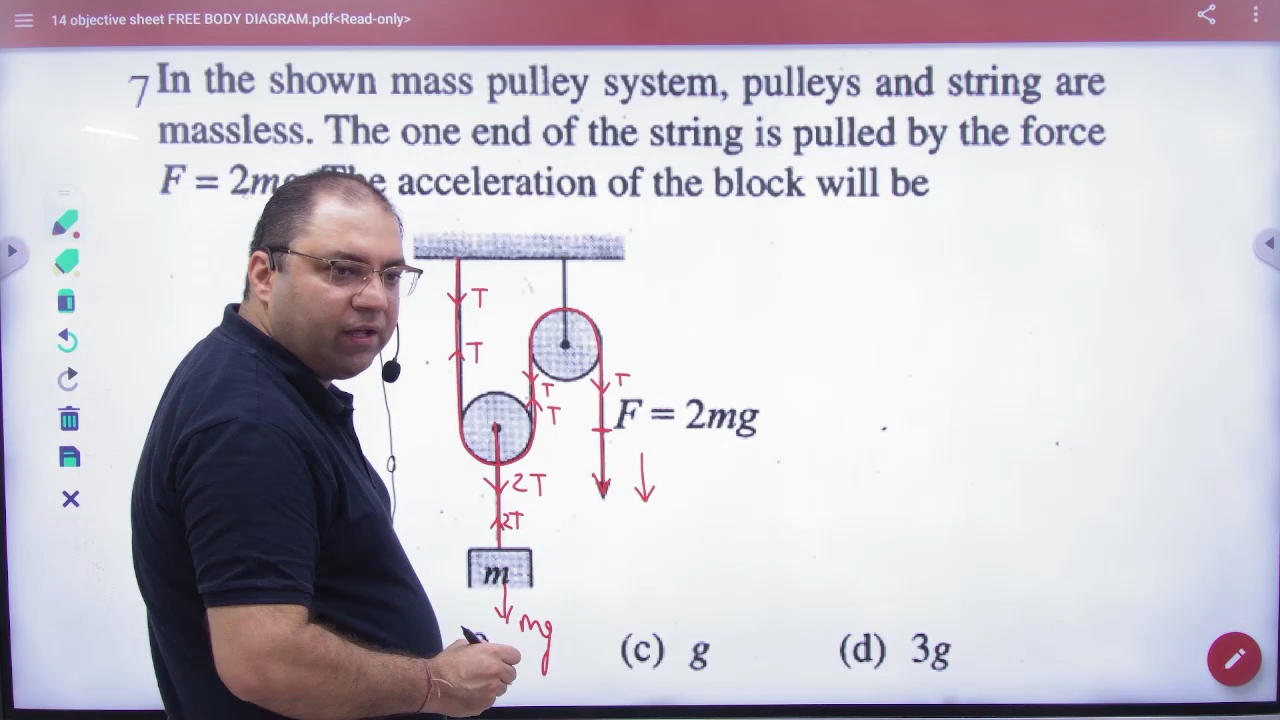 14 objective sheet FREE BODY DIAGRAM.pdf<Read-only>
7 In the shown mass pulley system, pulleys and string are
massless. The one end of the string is pulled by the force
F = 2m The acceleration of the block will be
T
T
T
T
T
F = 2mg
2T
2T
m
mg
(c) g (d) 3g